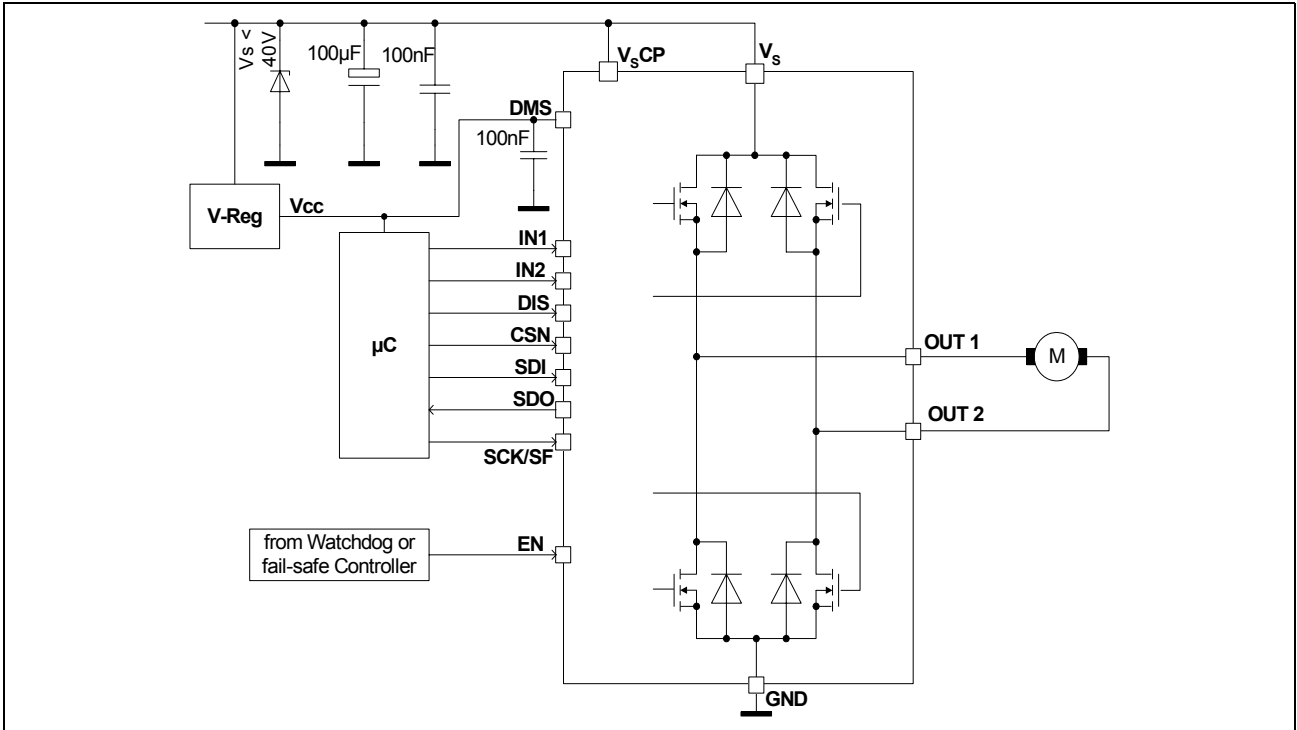 Vs <
40V
100µF
100nF
VSCP
VS
DMS
100nF
V-Reg
Vcc
IN1
IN2
DIS
CSN
SDI
SDO
SCK/SF
µC
OUT 1
M
OUT 2
from Watchdog or
fail-safe Controller
EN
GND